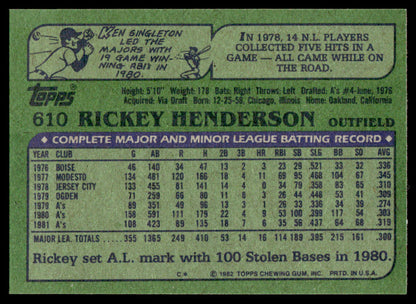 KEN SINGLETON
LED THE
MAJORS WITH
19 GAME WINNING
RBI'S IN
1980.
IN 1978, 14 N.L. PLAYERS
COLLECTED FIVE HITS IN A
GAME — ALL CAME WHILE ON
THE ROAD.
Topps
Height: 5'10" Weight: 178 Bats: Right Throws: Left Drafted: A's #4-June, 1976
Acquired: Via Draft Born: 12-25-58, Chicago, Illinois Home: Oakland, California
610 RICKEY HENDERSON OUTFIELD
COMPLETE MAJOR AND MINOR LEAGUE BATTING RECORD
YEAR CLUB G AB R H 2B 3B HR RBI SB SLG BB SO AVG
1976 BOISE 46 140 34 47 13 2 3 23 29 .521 33 32 .336
1977 MODESTO 134 481 120 166 18 4 11 69 95 .468 104 67 .345
1978 JERSEY CITY 133 455 81 141 14 4 0 34 81 .358 83 67 .310
1979 OGDEN 71 259 66 80 11 8 3 26 44 .448 53 41 .309
1979 A's 89 351 49 96 13 3 1 26 33 .336 34 39 .274
1980 A's 158 591 111 179 22 4 9 53 100 .399 117 54 .303
1981 A's 108 423 89 135 18 7 6 35 56 .437 64 68 .319
MAJOR LEA. TOTALS 355 1365 249 410 53 14 16 114 189 .395 215 161 .300
Rickey set A.L. mark with 100 Stolen Bases in 1980.
C* © 1982 TOPPS CHEWING GUM, INC. PRTD. IN U.S.A.